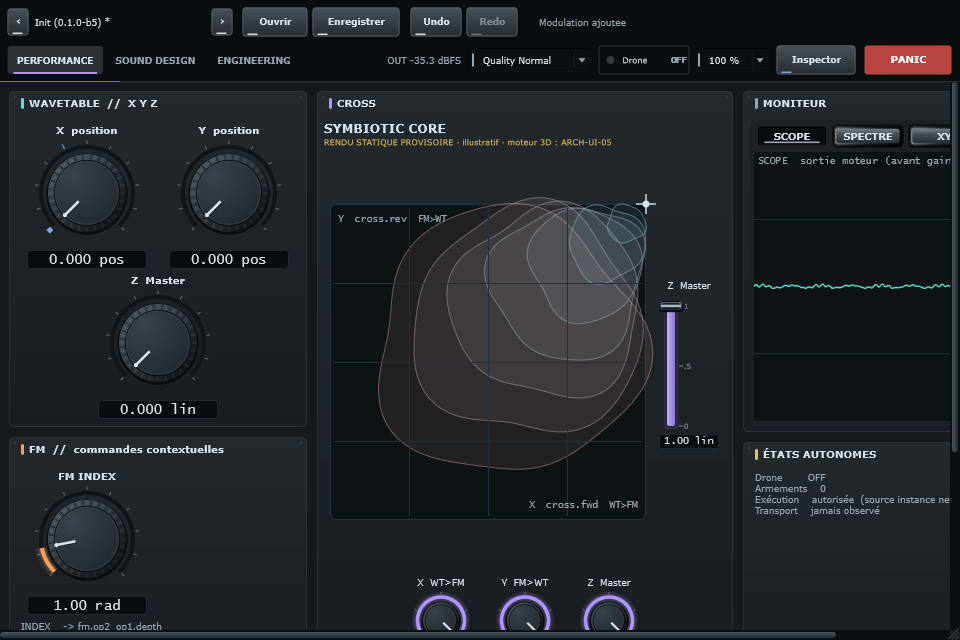 < Init (0.1.0-b5) * > Ouvrir Enregistrer Undo Redo Modulation ajoutee
PERFORMANCE SOUND DESIGN ENGINEERING OUT -35.3 dBFS Quality Normal Drone OFF 100 % Inspector PANIC
WAVETABLE // X Y Z
X position Y position
0.000 pos 0.000 pos
Z Master
0.000 lin
FM // commandes contextuelles
FM INDEX
1.00 rad
INDEX -> fm.op2_op1.depth
CROSS
SYMBIOTIC CORE
RENDU STATIQUE PROVISOIRE - illustratif - moteur 3D : ARCH-UI-05
Y cross.rev FM>WT
X cross.fwd WT>FM
Z Master
1
.5
0
1.00 lin
X WT>FM Y FM>WT Z Master
MONITEUR
SCOPE SPECTRE XY
SCOPE sortie moteur (avant gain
ÉTATS AUTONOMES
Drone OFF
Armements 0
Exécution autorisée (source instance ne
Transport jamais observé